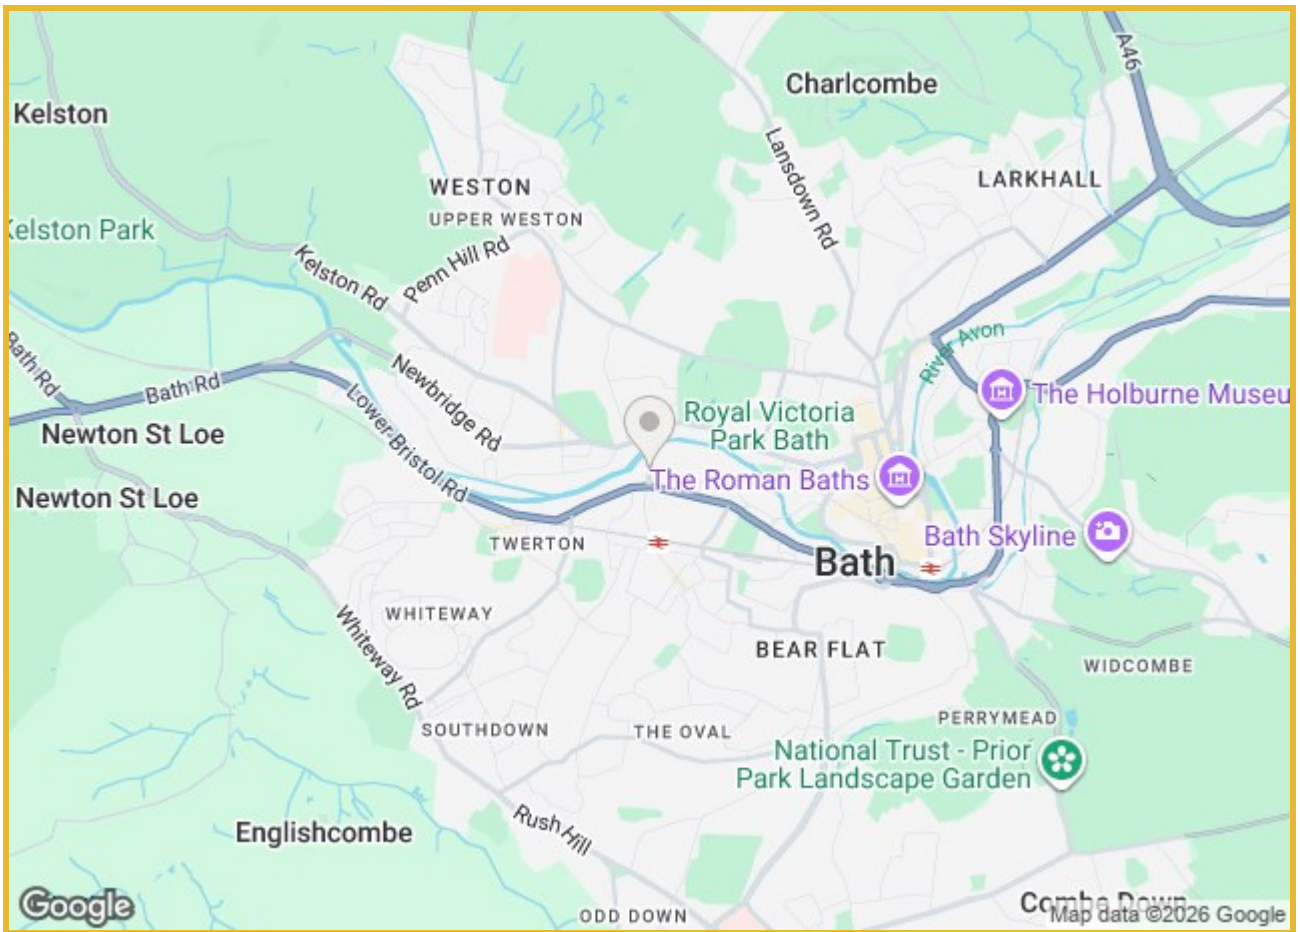 A46
Charlcombe
Kelston
Lansdown Rd
LARKHALL
WESTON
UPPER WESTON
Kelston Park
Penn Hill Rd
Kelston Rd
River Avon
Bath Rd
Bath Rd
Newbridge Rd
Lower Bristol Rd
The Holburne Museu
Royal Victoria
Park Bath
Newton St Loe
The Roman Baths
Newton St Loe
Bath Skyline
TWERTON
Bath
WHITEWAY
Whiteway Rd
BEAR FLAT
WIDCOMBE
PERRYMEAD
SOUTHDOWN
THE OVAL
National Trust - Prior
Park Landscape Garden
Rush Hill
Englishcombe
Combe Down
Google
ODD DOWN
Map data ©2026 Google